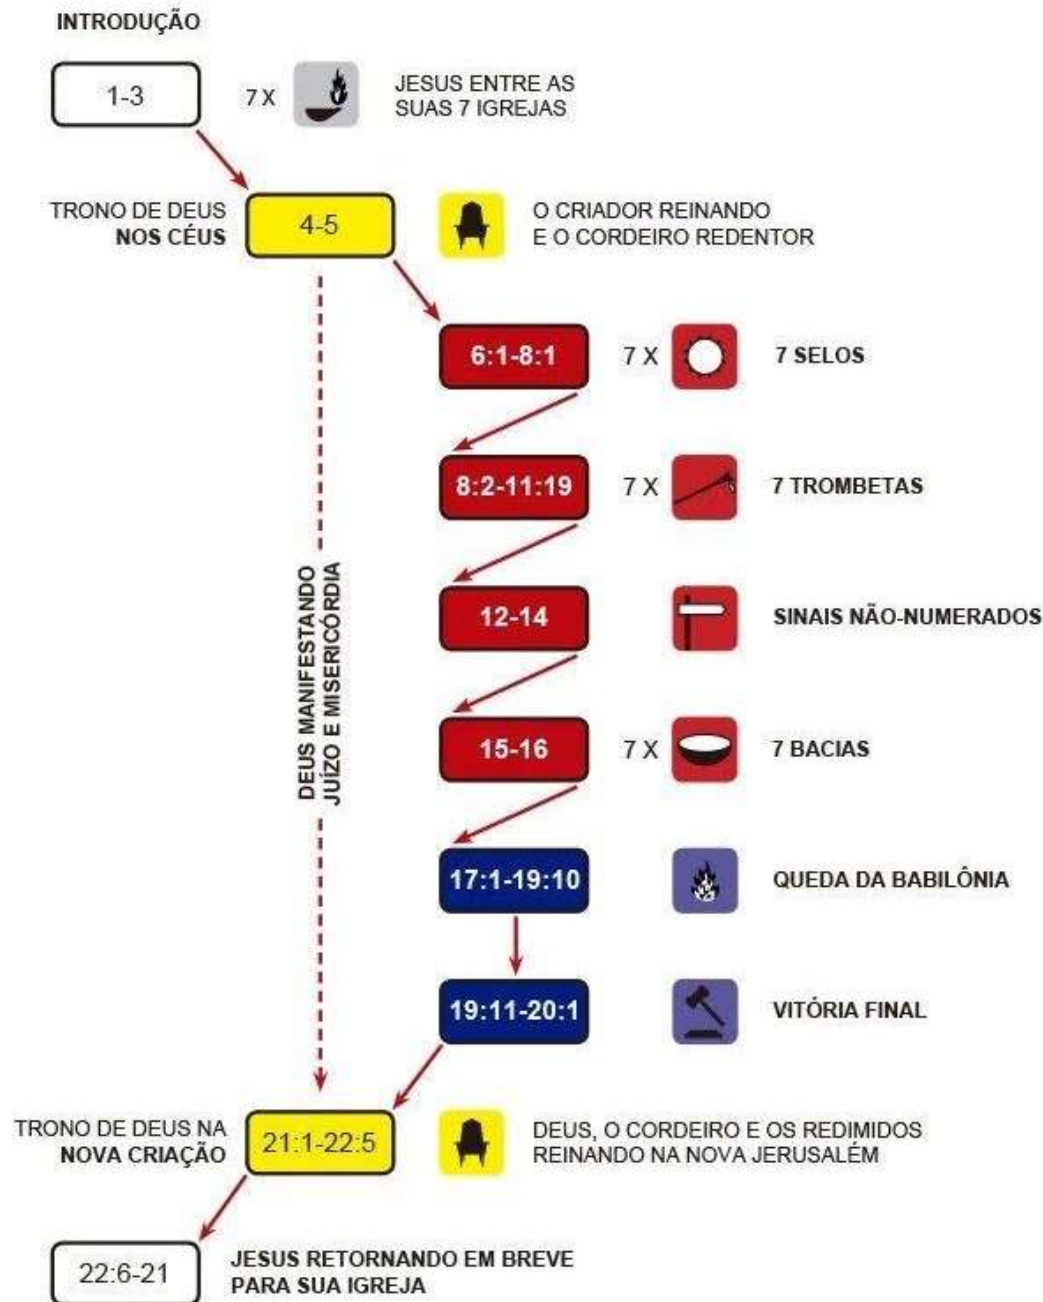 INTRODUÇÃO
1-3
7 X
JESUS ENTRE AS
SUAS 7 IGREJAS
TRONO DE DEUS
NOS CÉUS
4-5
O CRIADOR REINANDO
E O CORDEIRO REDENTOR
6:1-8:1
7 X
7 SELOS
8:2-11:19
7 X
7 TROMBETAS
DEUS MANIFESTANDO
JUÍZO E MISERICÓRDIA
12-14
SINAIS NÃO-NUMERADOS
15-16
7 X
7 BACIAS
17:1-19:10
QUEDA DA BABILÔNIA
19:11-20:1
VITÓRIA FINAL
TRONO DE DEUS NA
NOVA CRIAÇÃO
21:1-22:5
DEUS, O CORDEIRO E OS REDIMIDOS
REINANDO NA NOVA JERUSALÉM
22:6-21
JESUS RETORNANDO EM BREVE
PARA SUA IGREJA